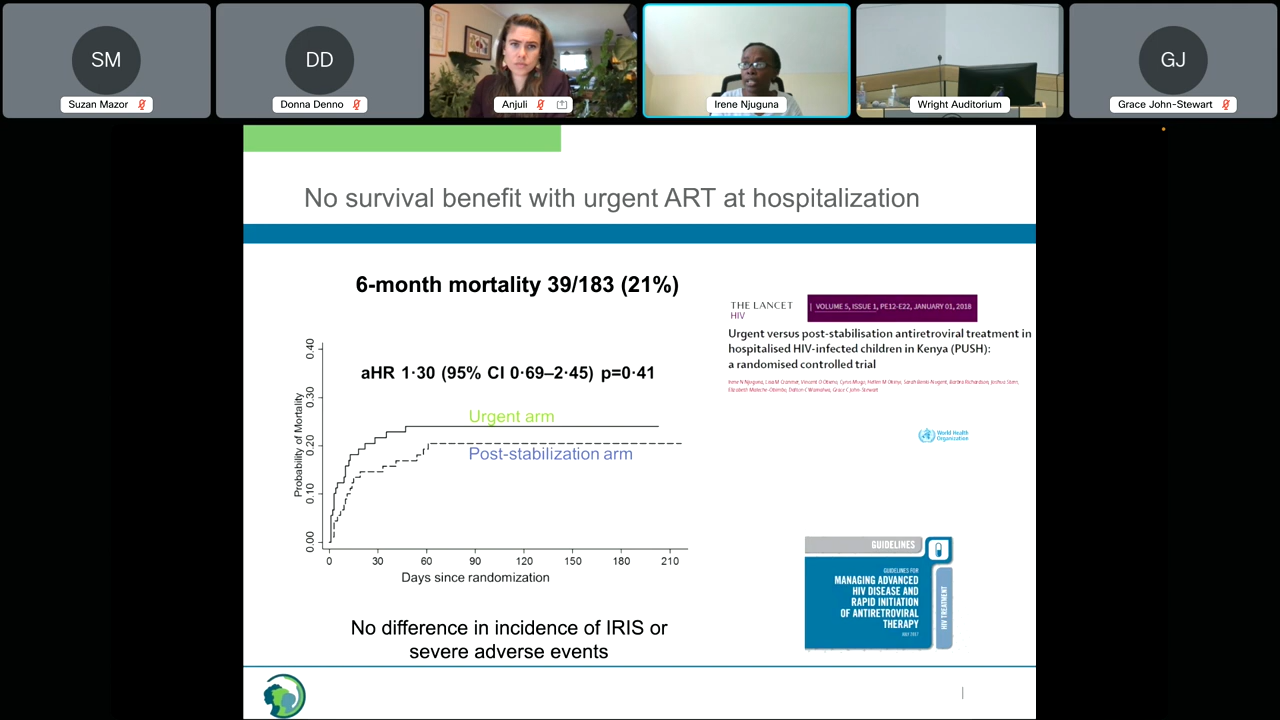 SM
DD
GJ
Suzan Mazor
Donna Denno
Anjuli
Irene Njuguna
Wright Auditorium
Grace John-Stewart
No survival benefit with urgent ART at hospitalization
6-month mortality 39/183 (21%)
THE LANCET
HIV
VOLUME 5, ISSUE 1, PE12-E22, JANUARY 01, 2018
Urgent versus post-stabilisation antiretroviral treatment in
hospitalised HIV-infected children in Kenya (PUSH):
a randomised controlled trial
aHR 1·30 (95% CI 0·69–2·45) p=0·41
Urgent arm
Post-stabilization arm
Probability of Mortality
0.40
0.30
0.20
0.10
0.00
0 30 60 90 120 150 180 210
Days since randomization
World Health
Organization
GUIDELINES
GUIDELINES FOR
MANAGING ADVANCED
HIV DISEASE AND
RAPID INITIATION
OF ANTIRETROVIRAL
THERAPY
JULY 2017
HIV TREATMENT
No difference in incidence of IRIS or
severe adverse events